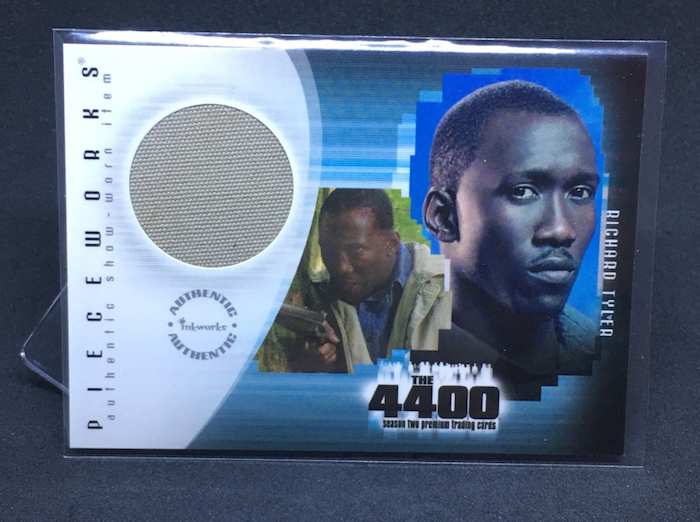 PIECEWORKS®
authentic show-worn item
AUTHENTIC
inkworks
AUTHENTIC
RICHARD TYLER
THE
4400
season two premium trading cards